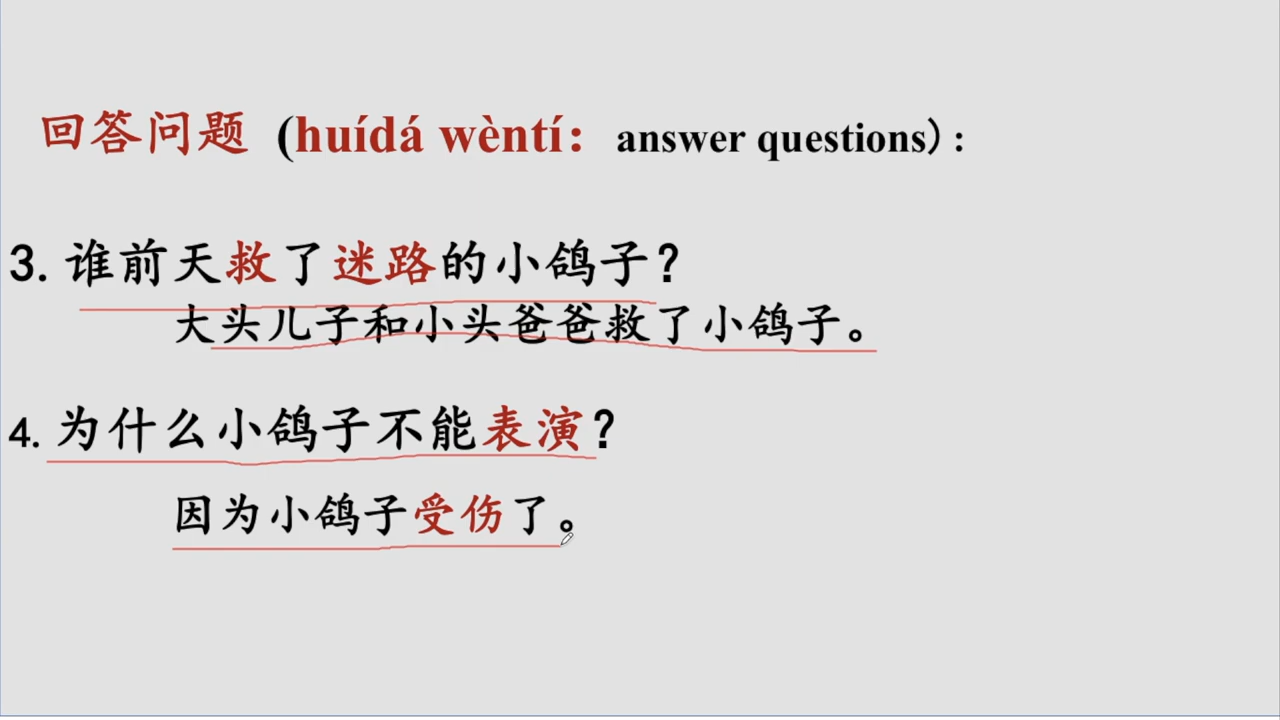 回答问题 (huídá wèntí: answer questions):
3. 谁前天救了迷路的小鸽子?
大头儿子和小头爸爸救了小鸽子。
4. 为什么小鸽子不能表演?
因为小鸽子受伤了。